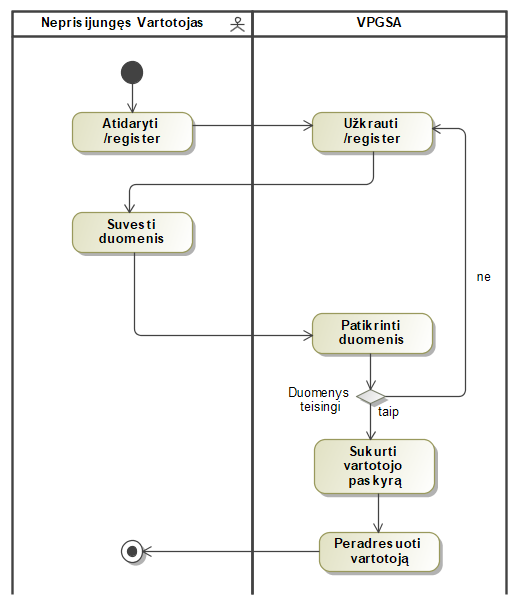 Neprisijungęs Vartotojas
VPGSA
Atidaryti
/register
Užkrauti
/register
Suvesti
duomenis
ne
Patikrinti
duomenis
Duomenys
teisingi
taip
Sukurti
vartotojo
paskyrą
Peradresuoti
vartotoją